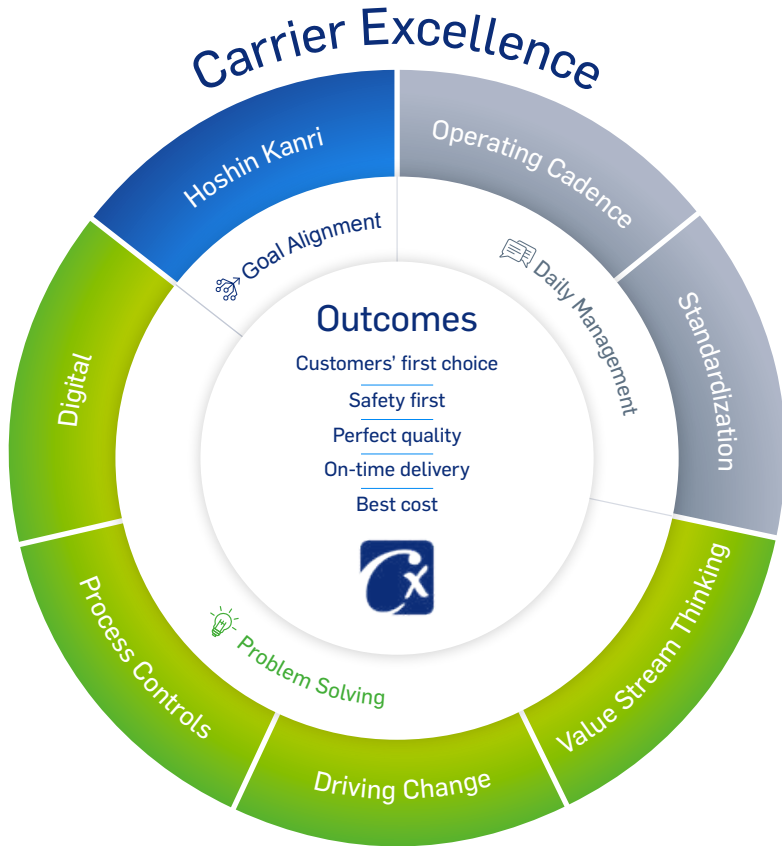 Carrier Excellence
Hoshin Kanri
Operating Cadence
Standardization
Value Stream Thinking
Driving Change
Process Controls
Digital
Goal Alignment
Daily Management
Problem Solving
Outcomes
Customers’ first choice
Safety first
Perfect quality
On-time delivery
Best cost
Cx